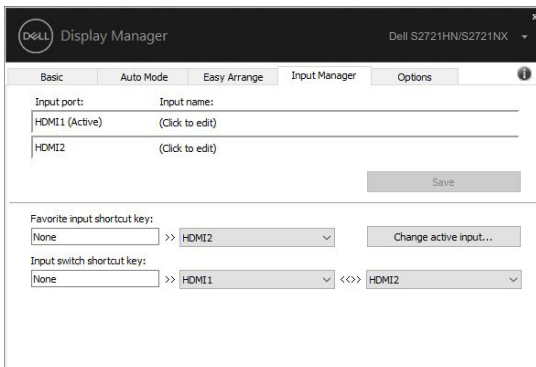 DELL Display Manager Dell S2721HN/S2721NX
Basic Auto Mode Easy Arrange Input Manager Options
Input port: Input name:
HDMI1 (Active) (Click to edit)
HDMI2 (Click to edit)
Save
Favorite input shortcut key:
None >> HDMI2 Change active input...
Input switch shortcut key:
None >> HDMI1 <<>> HDMI2